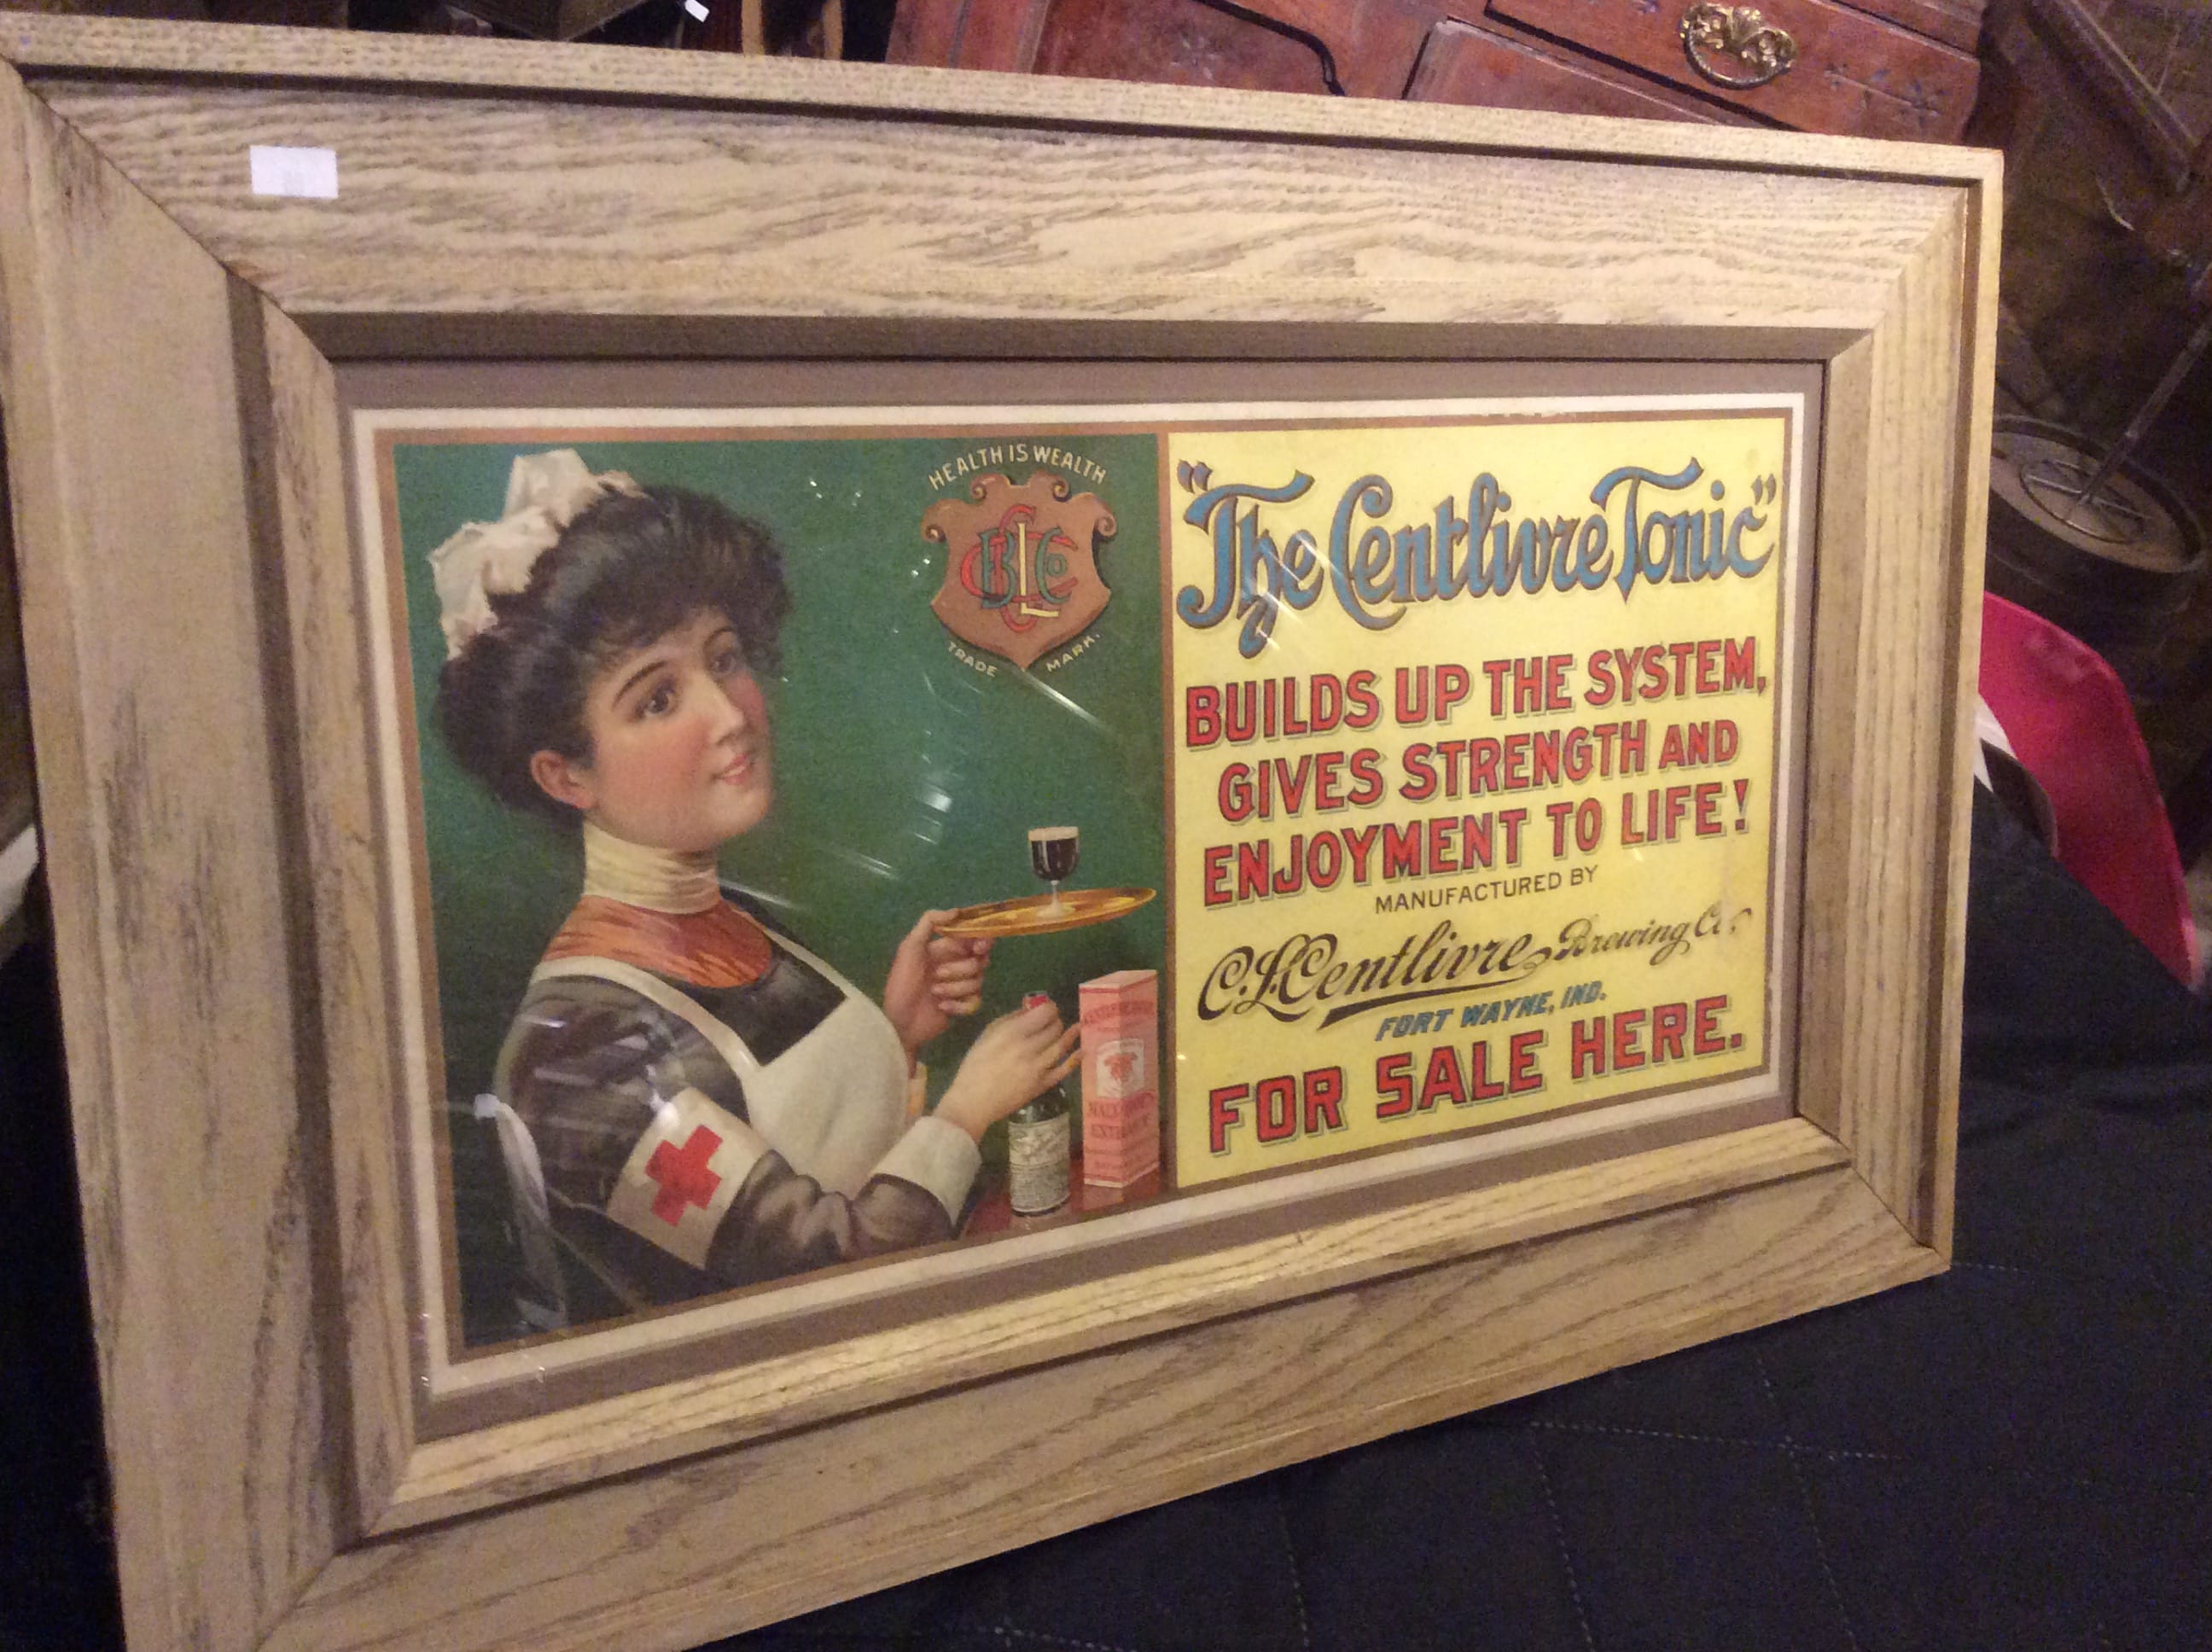 HEALTH IS WEALTH
CLCBCo
TRADE MARK.
"The Centlivre Tonic"
BUILDS UP THE SYSTEM,
GIVES STRENGTH AND
ENJOYMENT TO LIFE!
MANUFACTURED BY
C.L. Centlivre Brewing Co.,
FORT WAYNE, IND.
FOR SALE HERE.